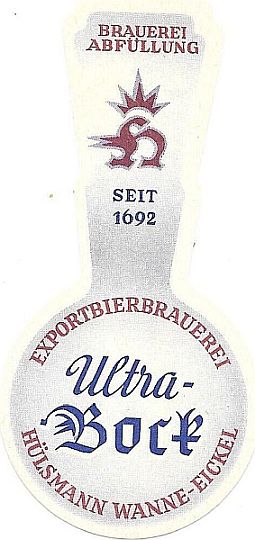 BRAUEREI
ABFÜLLUNG
H
SEIT
1692
EXPORTBIERBRAUEREI
Ultra-
Bock
HÜLSMANN WANNE-EICKEL